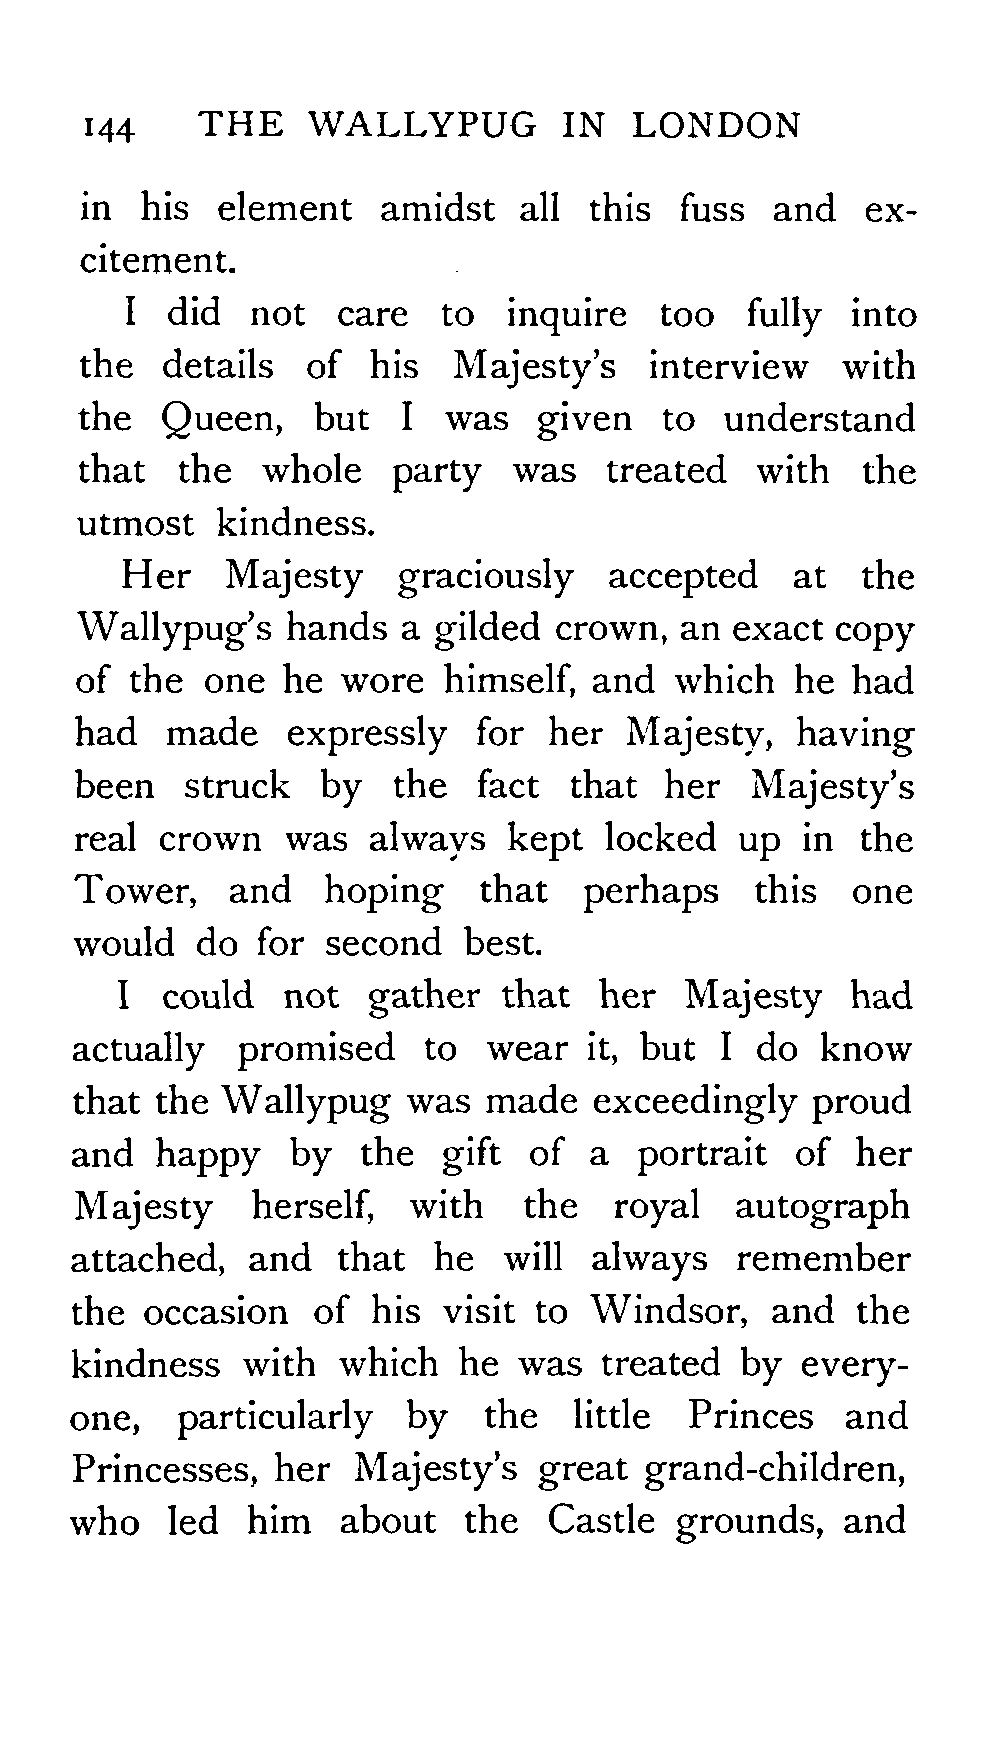 144 THE WALLYPUG IN LONDON
in his element amidst all this fuss and ex-
citement.
I did not care to inquire too fully into
the details of his Majesty's interview with
the Queen, but I was given to understand
that the whole party was treated with the
utmost kindness.
Her Majesty graciously accepted at the
Wallypug's hands a gilded crown, an exact copy
of the one he wore himself, and which he had
had made expressly for her Majesty, having
been struck by the fact that her Majesty's
real crown was always kept locked up in the
Tower, and hoping that perhaps this one
would do for second best.
I could not gather that her Majesty had
actually promised to wear it, but I do know
that the Wallypug was made exceedingly proud
and happy by the gift of a portrait of her
Majesty herself, with the royal autograph
attached, and that he will always remember
the occasion of his visit to Windsor, and the
kindness with which he was treated by every-
one, particularly by the little Princes and
Princesses, her Majesty's great grand-children,
who led him about the Castle grounds, and